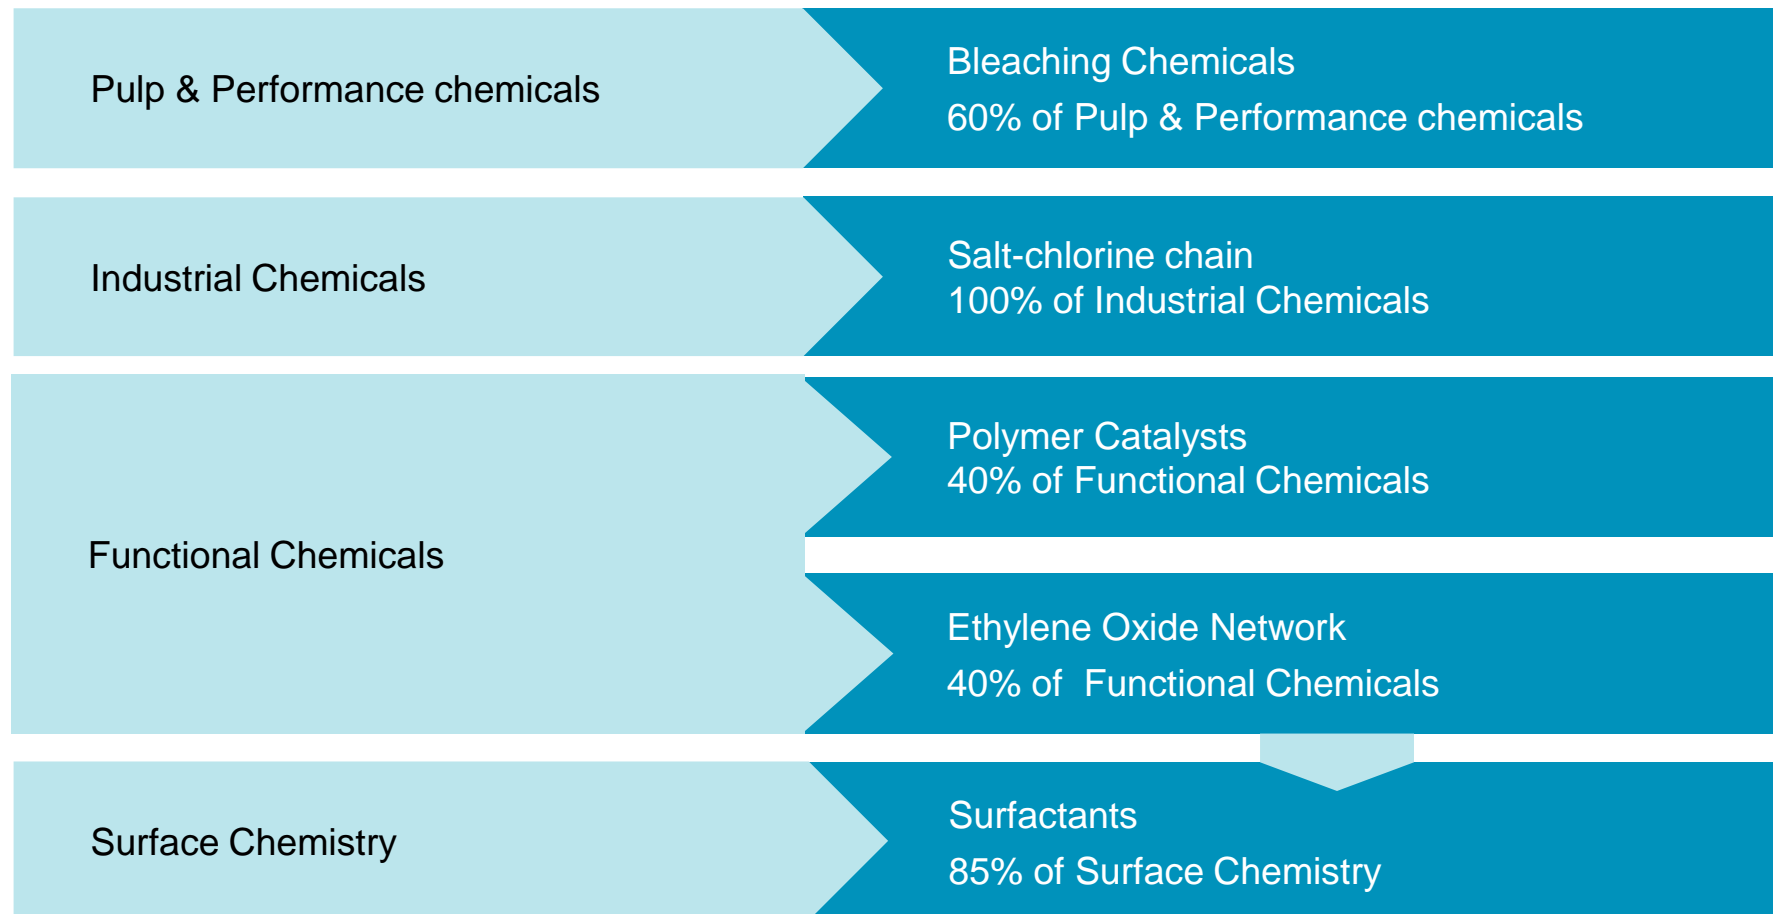 Pulp & Performance chemicals
Bleaching Chemicals
60% of Pulp & Performance chemicals
Industrial Chemicals
Salt-chlorine chain
100% of Industrial Chemicals
Functional Chemicals
Polymer Catalysts
40% of Functional Chemicals
Ethylene Oxide Network
40% of  Functional Chemicals
Surface Chemistry
Surfactants
85% of Surface Chemistry